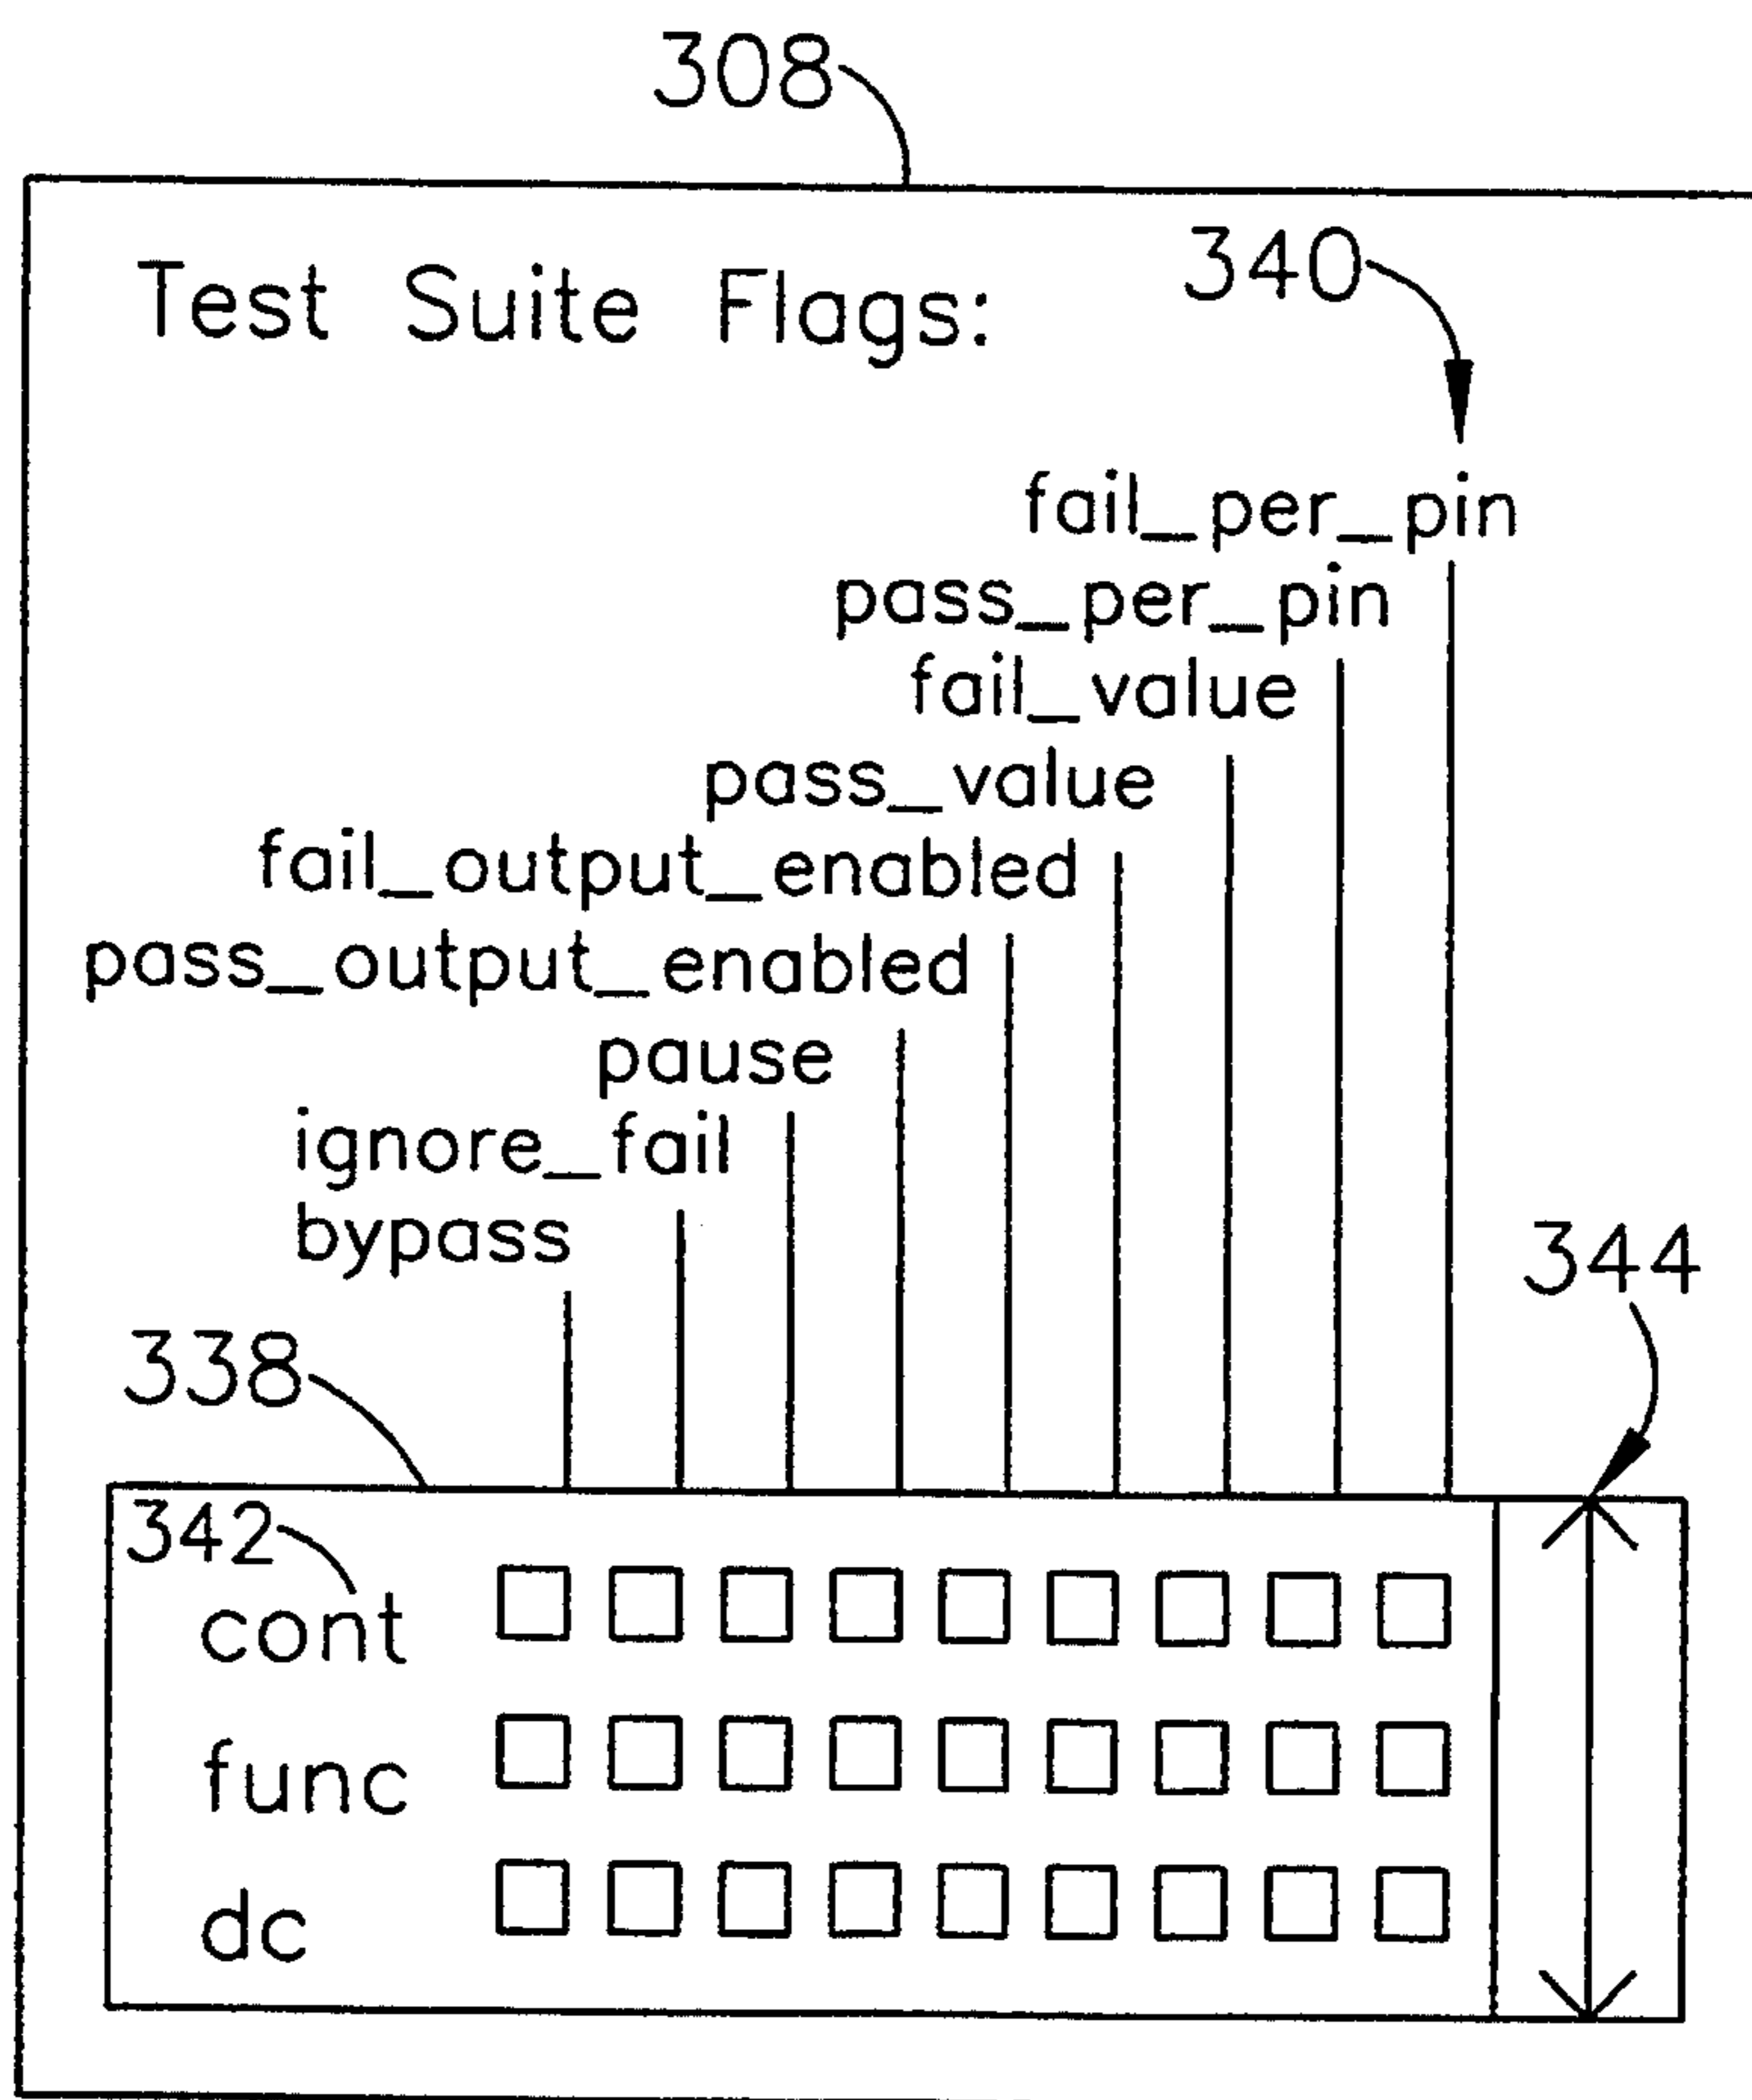 308
340
Test Suite Flags:
fail_per_pin
pass_per_pin
fail_value
pass_value
fail_output_enabled
pass_output_enabled
pause
ignore_fail
bypass
344
338
342
cont
func
dc